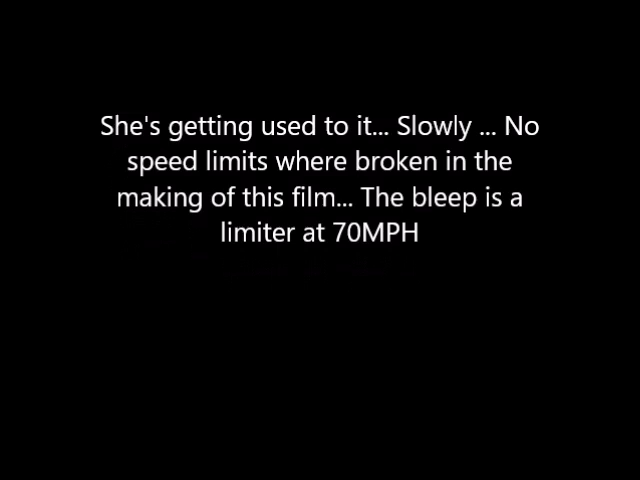 She's getting used to it... Slowly ... No
speed limits where broken in the
making of this film... The bleep is a
limiter at 70MPH